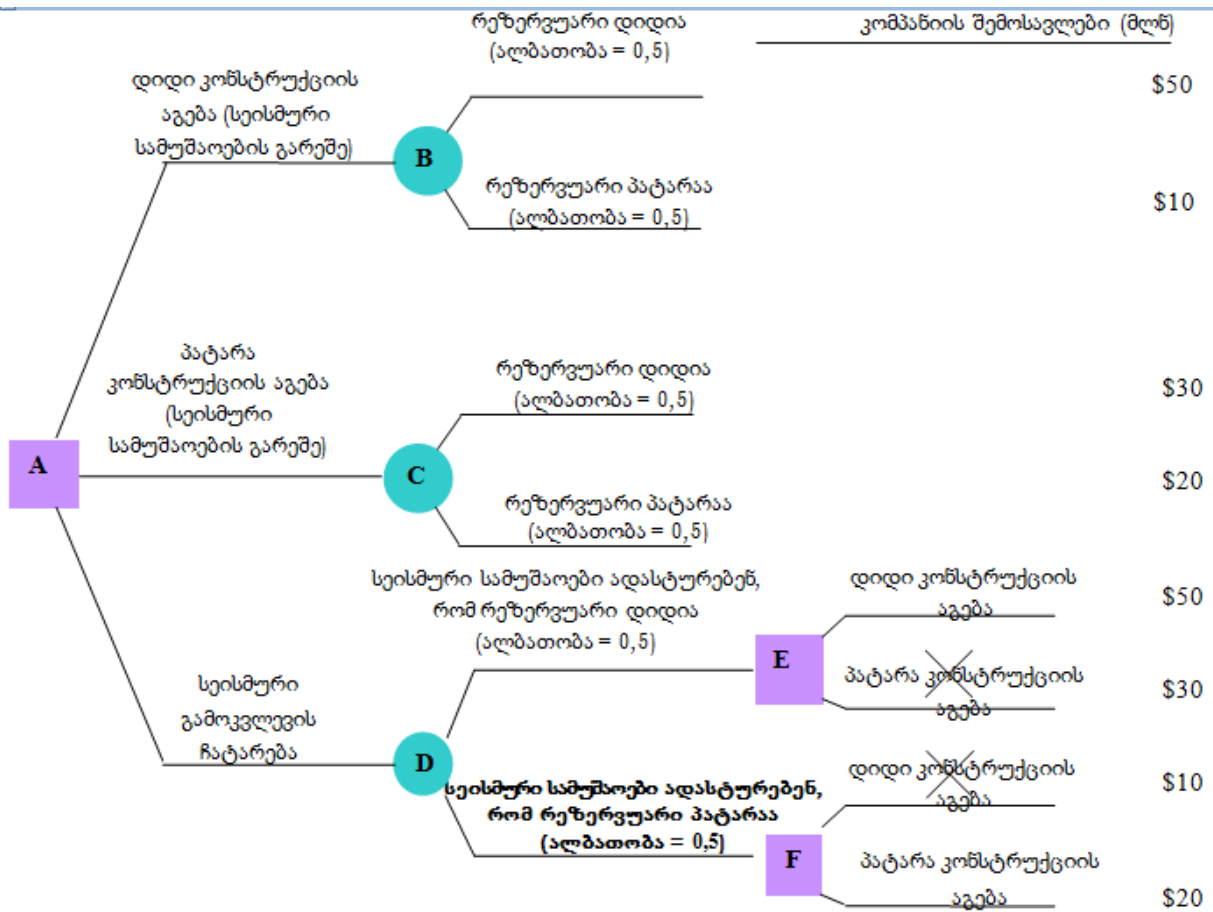 რეზერვუარი დიდია
(ალბათობა = 0,5)
კომპანიის შემოსავლები (მლნ)
დიდი კონსტრუქციის
აგება (სეისმური
სამუშაოების გარეშე)
$50
B
რეზერვუარი პატარაა
(ალბათობა = 0,5)
$10
პატარა
კონსტრუქციის აგება
(სეისმური
სამუშაოების გარეშე)
რეზერვუარი დიდია
(ალბათობა = 0,5)
$30
A
C
$20
რეზერვუარი პატარაა
(ალბათობა = 0,5)
სეისმური სამუშაოები ადასტურებენ,
რომ რეზერვუარი დიდია
(ალბათობა = 0,5)
დიდი კონსტრუქციის
აგება
$50
E
პატარა კონსტრუქციის
აგება
$30
სეისმური
გამოკვლევის
ჩატარება
D
დიდი კონსტრუქციის
აგება
$10
სეისმური სამუშაოები ადასტურებენ,
რომ რეზერვუარი პატარაა
(ალბათობა = 0,5)
F
პატარა კონსტრუქციის
აგება
$20